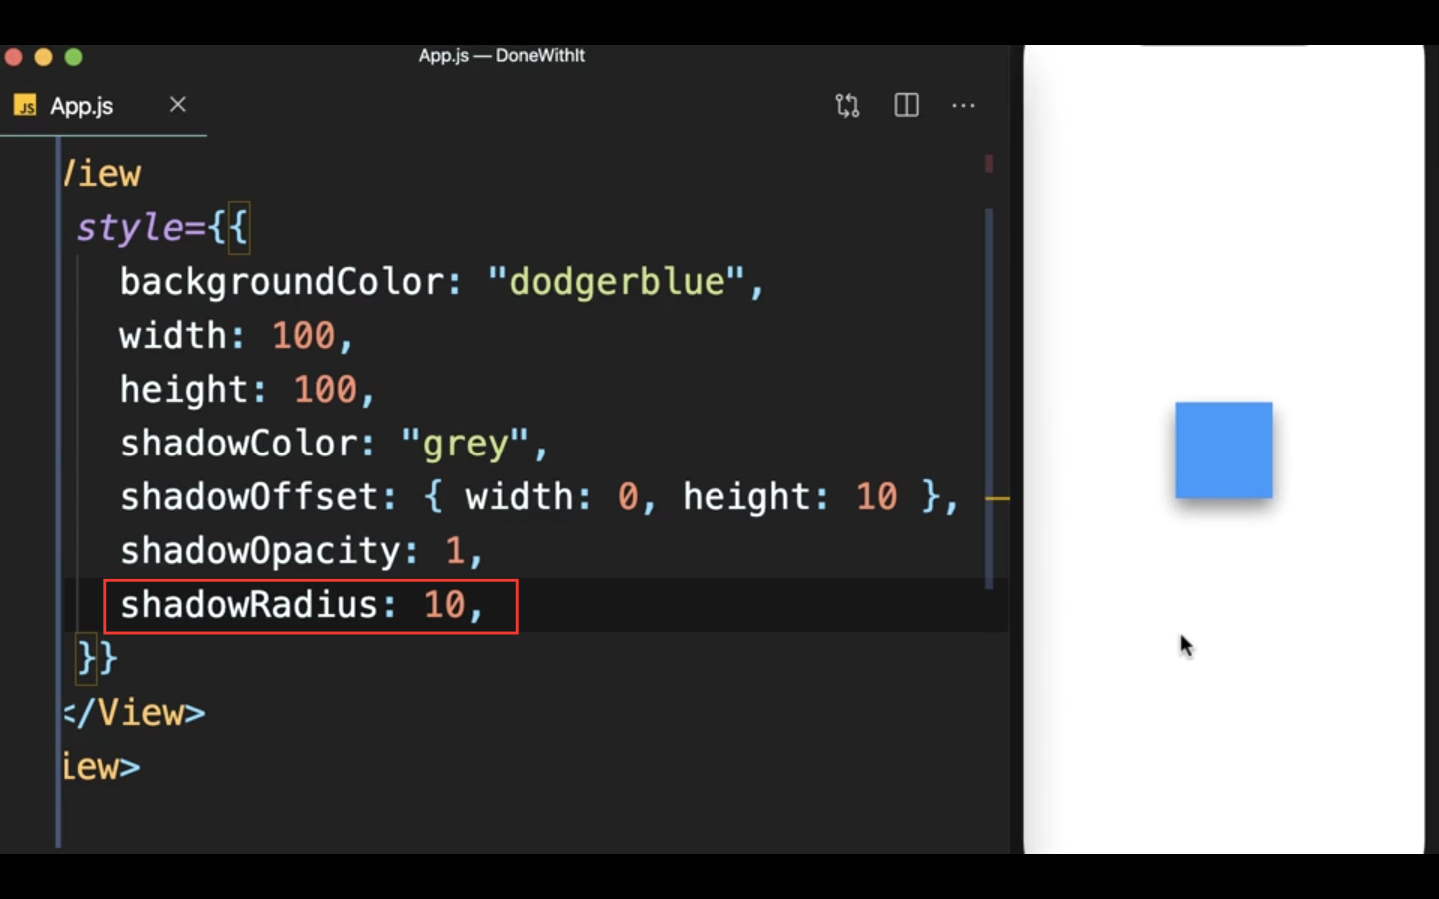 App.js — DoneWithIt
JS App.js
View
style={{
backgroundColor: "dodgerblue",
width: 100,
height: 100,
shadowColor: "grey",
shadowOffset: { width: 0, height: 10 },
shadowOpacity: 1,
shadowRadius: 10,
}}
</View>
iew>